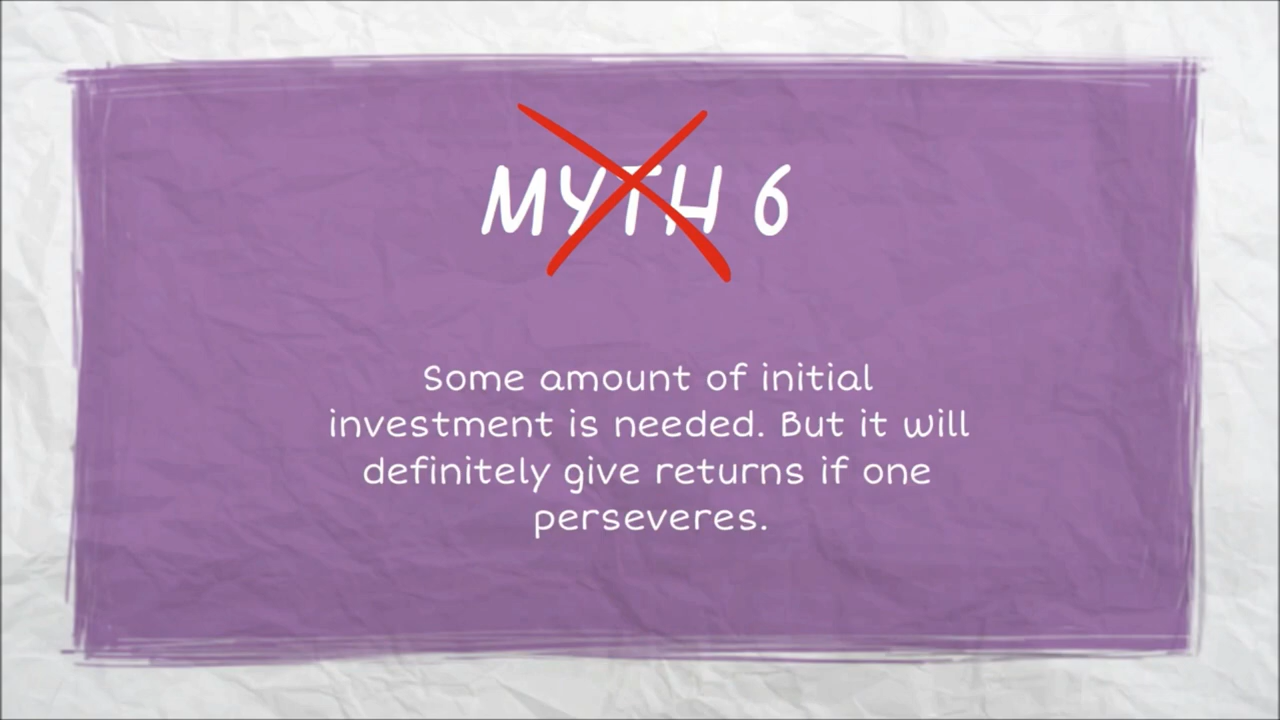 MYTH 6
Some amount of initial
investment is needed. But it will
definitely give returns if one
perseveres.